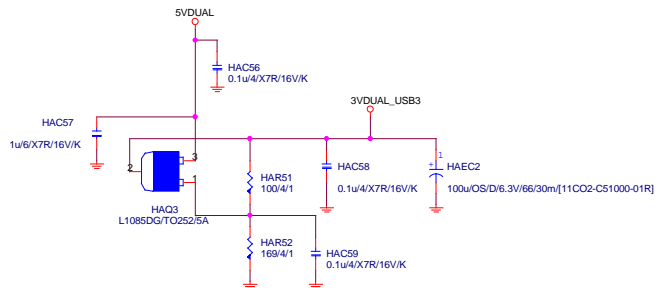 5VDUAL
HAC56
0.1u/4/X7R/16V/K
3VDUAL_USB3
HAC57
1u/6/X7R/16V/K
3
2
1
HAQ3
L1085DG/TO252/5A
HAR51
100/4/1
HAC58
0.1u/4/X7R/16V/K
1
+
HAEC2
100u/OS/D/6.3V/66/30m/[11CO2-C51000-01R]
HAR52
169/4/1
HAC59
0.1u/4/X7R/16V/K